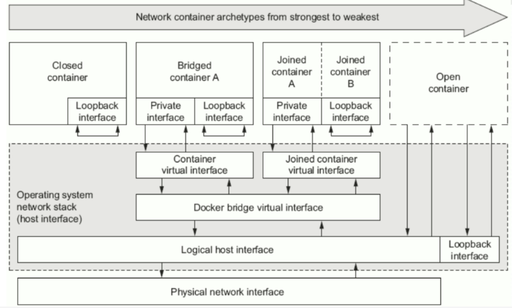 Network container archetypes from strongest to weakest
Closed
container
Loopback
interface
Bridged
container A
Private
interface
Loopback
interface
Joined
container
A
Joined
container
B
Private
interface
Loopback
interface
Open
container
Container
virtual interface
Joined container
virtual interface
Operating system
network stack
(host interface)
Docker bridge virtual interface
Logical host interface
Loopback
interface
Physical network interface